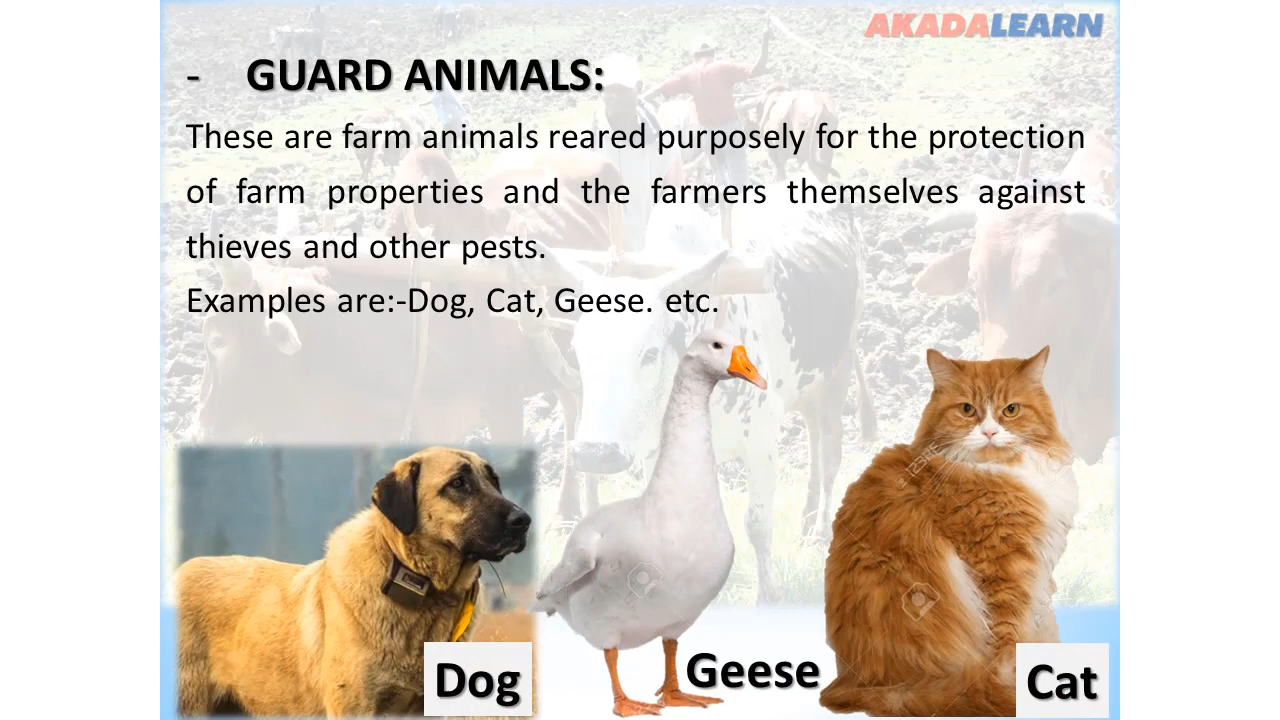 AKADALEARN
- GUARD ANIMALS:
These are farm animals reared purposely for the protection
of farm properties and the farmers themselves against
thieves and other pests.
Examples are:-Dog, Cat, Geese. etc.
123RF
Dog
Geese
Cat